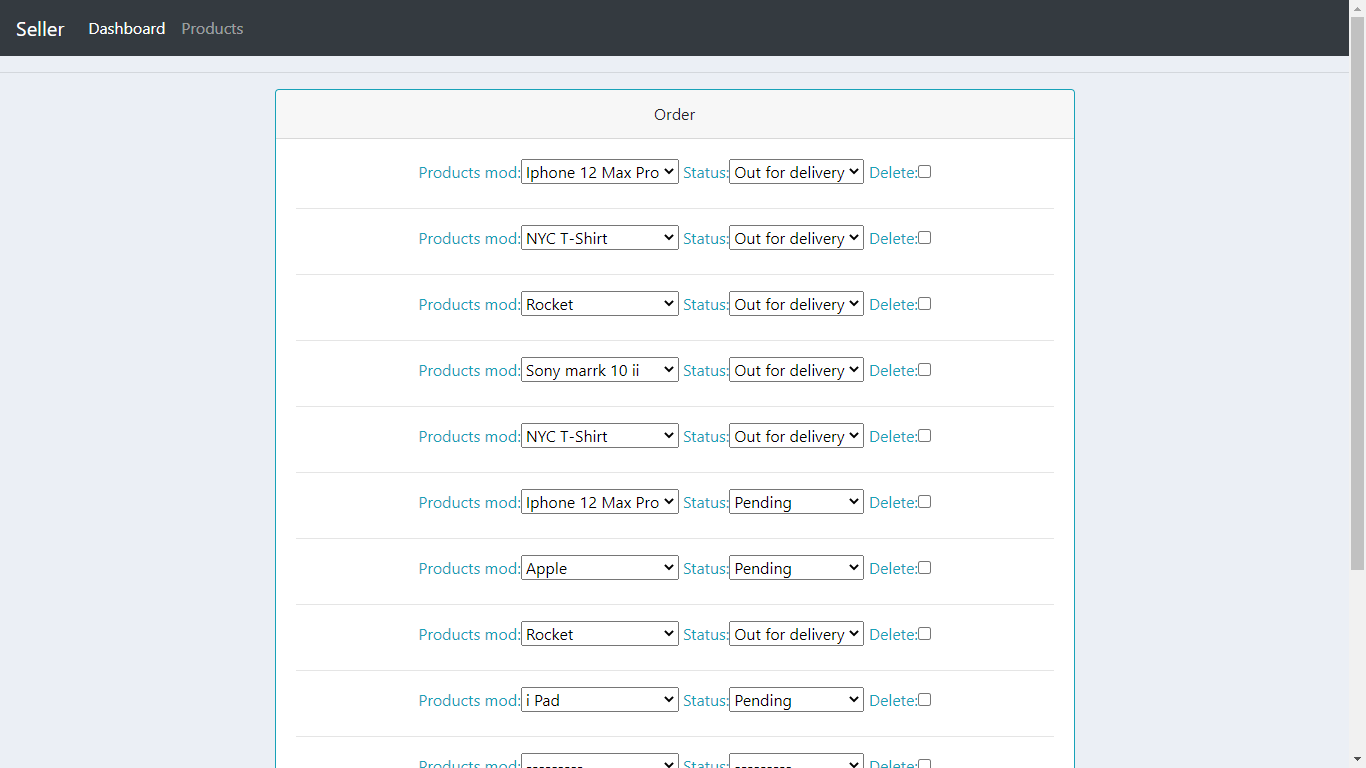 Seller Dashboard Products
Order
Products mod: Iphone 12 Max Pro Status: Out for delivery Delete:
Products mod: NYC T-Shirt Status: Out for delivery Delete:
Products mod: Rocket Status: Out for delivery Delete:
Products mod: Sony marrk 10 ii Status: Out for delivery Delete:
Products mod: NYC T-Shirt Status: Out for delivery Delete:
Products mod: Iphone 12 Max Pro Status: Pending Delete:
Products mod: Apple Status: Pending Delete:
Products mod: Rocket Status: Out for delivery Delete:
Products mod: i Pad Status: Pending Delete:
Products mod: --------- Status: --------- Delete: